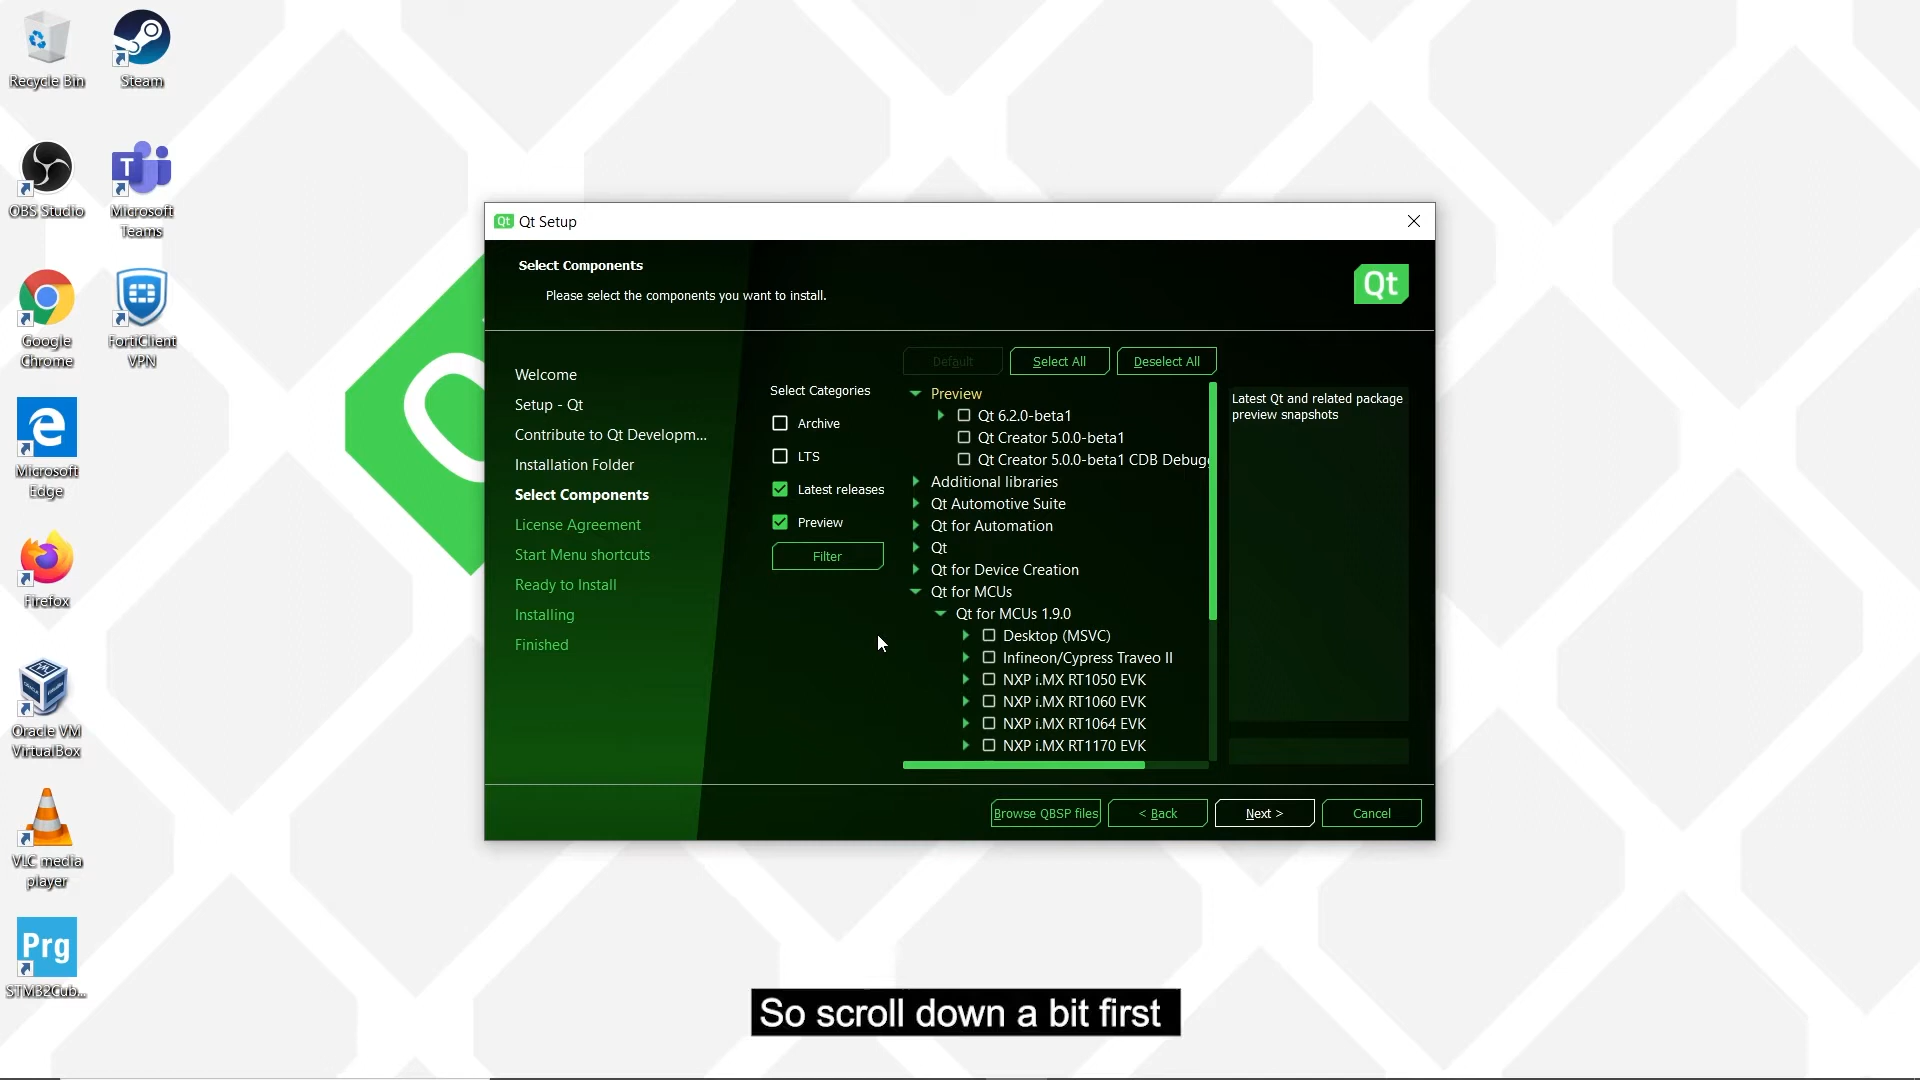 Recycle Bin
Steam
OBS Studio
T
Microsoft
Teams
Google
Chrome
FortiClient
VPN
Microsoft
Edge
Firefox
Oracle VM
VirtualBox
VLC media
player
Prg
STM32Cub...
Qt Qt Setup
Select Components
Please select the components you want to install.
Qt
Welcome
Setup - Qt
Contribute to Qt Developm...
Installation Folder
Select Components
License Agreement
Start Menu shortcuts
Ready to Install
Installing
Finished
Select Categories
Archive
LTS
Latest releases
Preview
Filter
Default Select All Deselect All
Preview
Qt 6.2.0-beta1
Qt Creator 5.0.0-beta1
Qt Creator 5.0.0-beta1 CDB Debugg
Additional libraries
Qt Automotive Suite
Qt for Automation
Qt
Qt for Device Creation
Qt for MCUs
Qt for MCUs 1.9.0
Desktop (MSVC)
Infineon/Cypress Traveo II
NXP i.MX RT1050 EVK
NXP i.MX RT1060 EVK
NXP i.MX RT1064 EVK
NXP i.MX RT1170 EVK
Latest Qt and related package
preview snapshots
Browse QBSP files < Back Next > Cancel
So scroll down a bit first